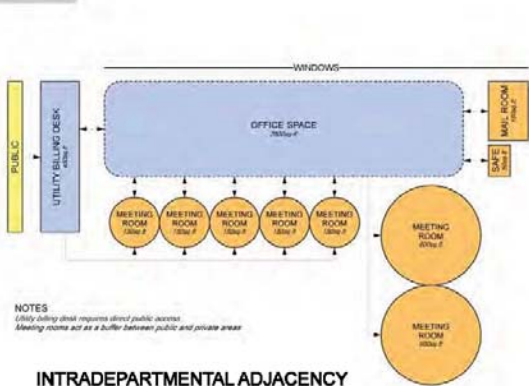 WINDOWS
PUBLIC
UTILITY BILLING DESK
OFFICE SPACE
MAIL ROOM
SAFE
MEETING
ROOM
MEETING
ROOM
MEETING
ROOM
MEETING
ROOM
MEETING
ROOM
MEETING
ROOM
MEETING
ROOM
NOTES
Utility billing desk requires direct public access
Meeting rooms act as a buffer between public and private areas
INTRADEPARTMENTAL ADJACENCY